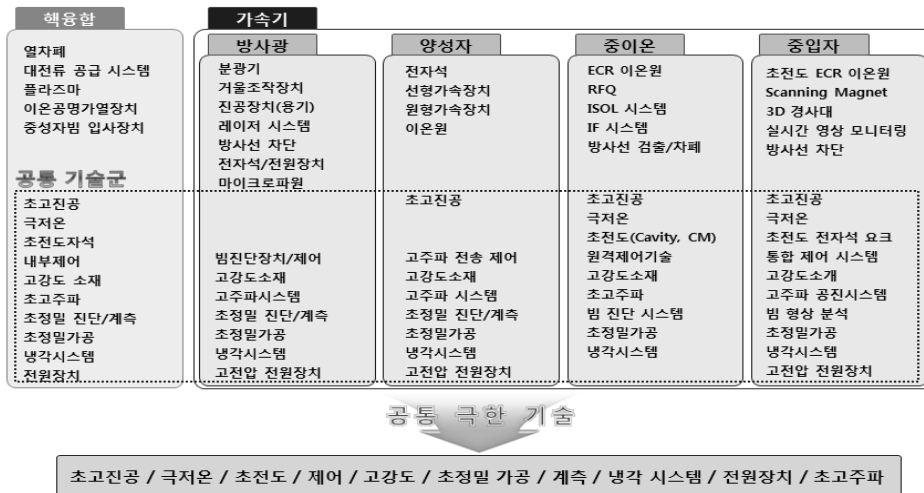 핵융합
가속기
열차폐
대전류 공급 시스템
플라즈마
이온공명가열장치
중성자빔 입사장치
공통 기술군
초고진공
극저온
초전도자석
내부제어
고강도 소재
초고주파
초정밀 진단/계측
초정밀가공
냉각시스템
전원장치
방사광
분광기
거울조작장치
진공장치(용기)
레이저 시스템
방사선 차단
전자석/전원장치
마이크로파원
빔진단장치/제어
고강도소재
고주파시스템
초정밀 진단/계측
초정밀가공
냉각시스템
고전압 전원장치
양성자
전자석
선형가속장치
원형가속장치
이온원
초고진공
고주파 전송 제어
고강도소재
고주파 시스템
초정밀 진단/계측
초정밀가공
냉각시스템
고전압 전원장치
중이온
ECR 이온원
RFQ
ISOL 시스템
IF 시스템
방사선 검출/차폐
초고진공
극저온
초전도(Cavity, CM)
원격제어기술
고강도소재
초고주파
빔 진단 시스템
초정밀가공
냉각시스템
중입자
초전도 ECR 이온원
Scanning Magnet
3D 경사대
실시간 영상 모니터링
방사선 차단
초고진공
극저온
초전도 전자석 요크
통합 제어 시스템
고강도소개
고주파 공진시스템
빔 형상 분석
초정밀가공
냉각시스템
고전압 전원장치
공통 극한 기술
초고진공 / 극저온 / 초전도 / 제어 / 고강도 / 초정밀 가공 / 계측 / 냉각 시스템 / 전원장치 / 초고주파